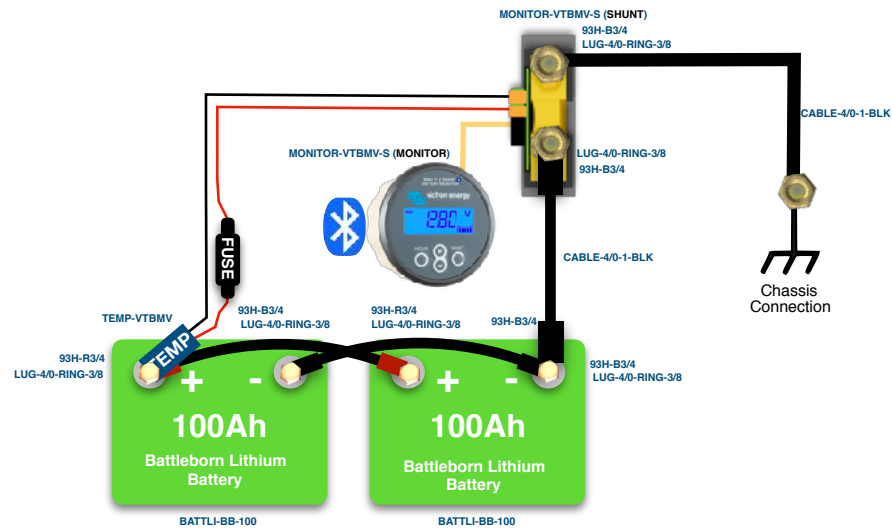 MONITOR-VTBMV-S (SHUNT)
93H-B3/4
LUG-4/0-RING-3/8
CABLE-4/0-1-BLK
LUG-4/0-RING-3/8
93H-B3/4
MONITOR-VTBMV-S (MONITOR)
victron energy
12.80 V
CABLE-4/0-1-BLK
FUSE
Chassis
Connection
TEMP-VTBMV
TEMP
93H-B3/4
LUG-4/0-RING-3/8
93H-R3/4
LUG-4/0-RING-3/8
93H-B3/4
93H-R3/4
LUG-4/0-RING-3/8
93H-B3/4
LUG-4/0-RING-3/8
+ -
100Ah
Battleborn Lithium
Battery
BATTLI-BB-100
+ -
100Ah
Battleborn Lithium
Battery
BATTLI-BB-100